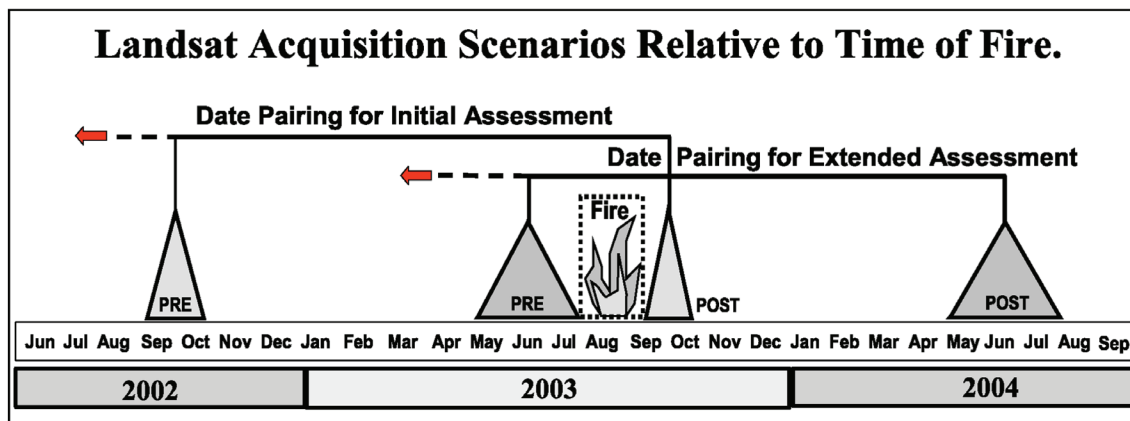 Landsat Acquisition Scenarios Relative to Time of Fire.
Date Pairing for Initial Assessment
Date Pairing for Extended Assessment
Fire
PRE
PRE
POST
POST
Jun Jul Aug Sep Oct Nov Dec Jan Feb Mar Apr May Jun Jul Aug Sep Oct Nov Dec Jan Feb Mar Apr May Jun Jul Aug Sep
2002 2003 2004